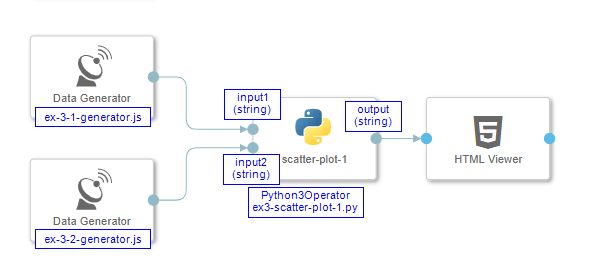 Data Generator
ex-3-1-generator.js
input1
(string)
output
(string)
scatter-plot-1
HTML Viewer
input2
(string)
Python3Operator
ex3-scatter-plot-1.py
Data Generator
ex-3-2-generator.js